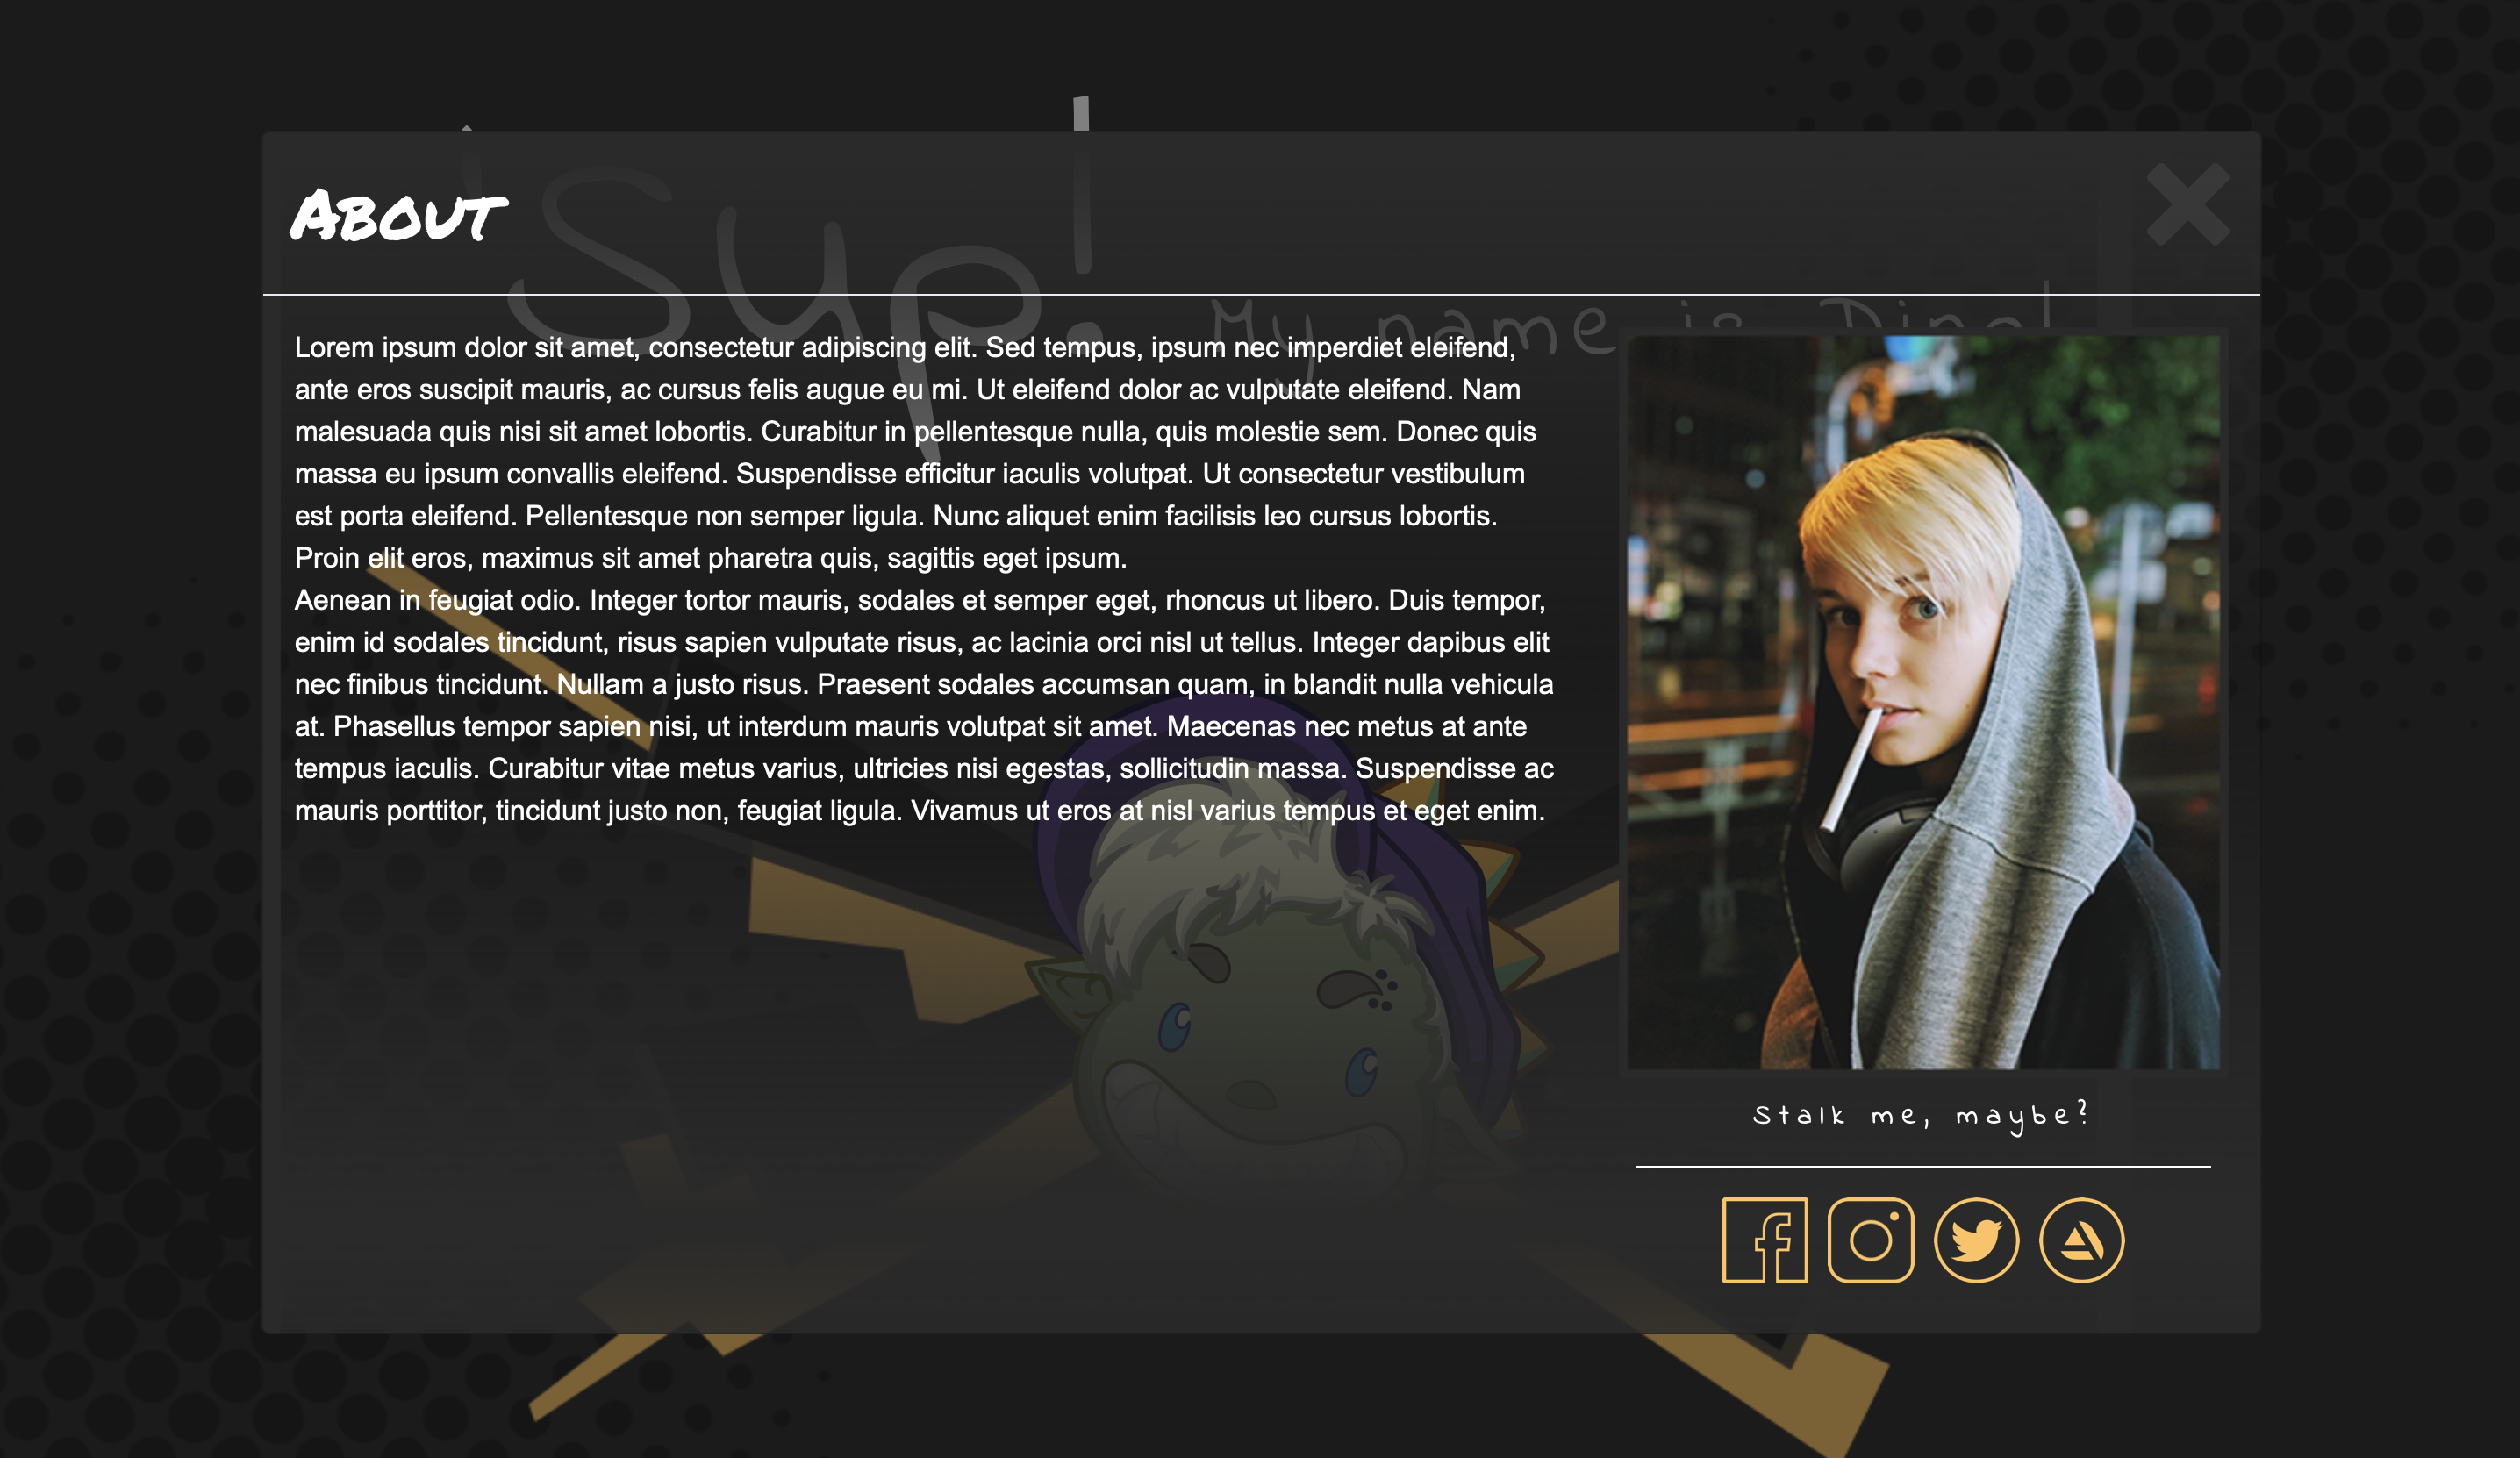 'Sup!
About
My name is Dino!
Lorem ipsum dolor sit amet, consectetur adipiscing elit. Sed tempus, ipsum nec imperdiet eleifend,
ante eros suscipit mauris, ac cursus felis augue eu mi. Ut eleifend dolor ac vulputate eleifend. Nam
malesuada quis nisi sit amet lobortis. Curabitur in pellentesque nulla, quis molestie sem. Donec quis
massa eu ipsum convallis eleifend. Suspendisse efficitur iaculis volutpat. Ut consectetur vestibulum
est porta eleifend. Pellentesque non semper ligula. Nunc aliquet enim facilisis leo cursus lobortis.
Proin elit eros, maximus sit amet pharetra quis, sagittis eget ipsum.
Aenean in feugiat odio. Integer tortor mauris, sodales et semper eget, rhoncus ut libero. Duis tempor,
enim id sodales tincidunt, risus sapien vulputate risus, ac lacinia orci nisl ut tellus. Integer dapibus elit
nec finibus tincidunt. Nullam a justo risus. Praesent sodales accumsan quam, in blandit nulla vehicula
at. Phasellus tempor sapien nisi, ut interdum mauris volutpat sit amet. Maecenas nec metus at ante
tempus iaculis. Curabitur vitae metus varius, ultricies nisi egestas, sollicitudin massa. Suspendisse ac
mauris porttitor, tincidunt justo non, feugiat ligula. Vivamus ut eros at nisl varius tempus et eget enim.
Stalk me, maybe?